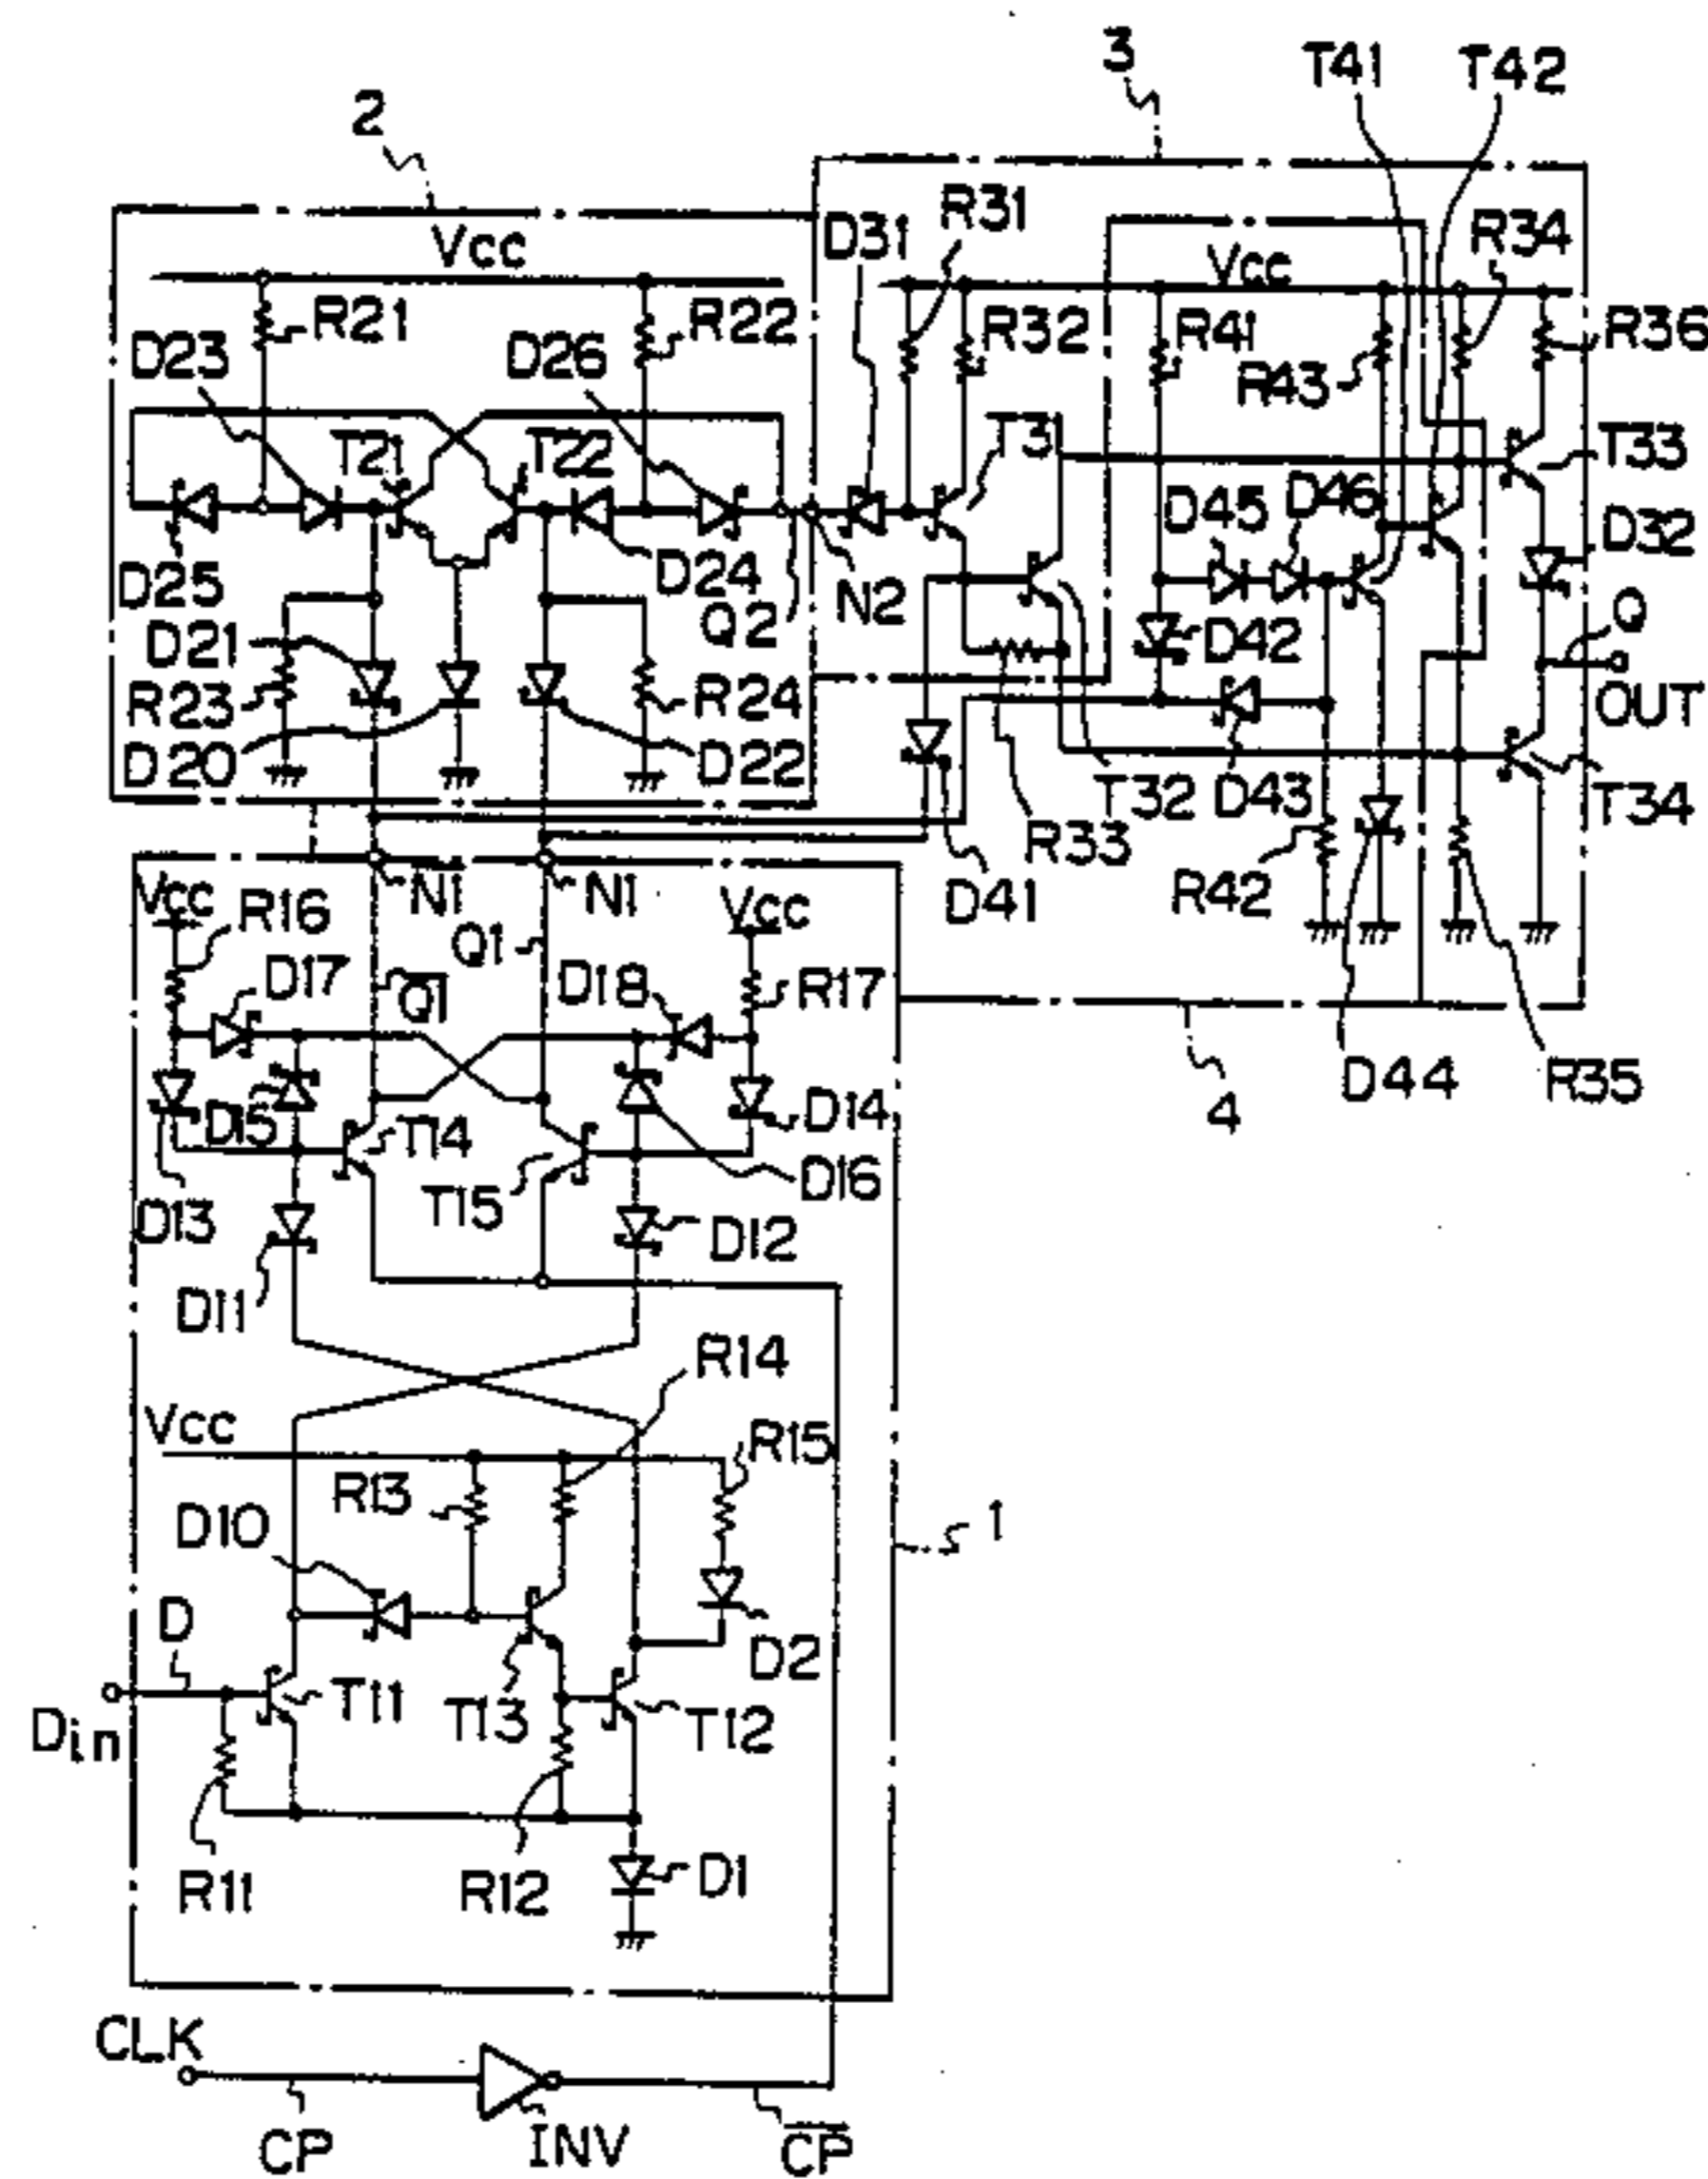 3
T41
T42
2
Vcc
D31
R31
Vcc
R34
D23
R21
D26
R22
R32
R41
R43
R36
T21
T22
T3
T33
D45
D46
D32
D25
D24
N2
Q
D21
Q2
D42
R23
R24
OUT
D20
D22
T32
D43
T34
R33
R42
D41
Vcc
R16
N1
N1
Vcc
Q1
D17
Q1
D18
R17
D44
R35
4
D15
T14
D14
D13
T15
D16
D12
D11
R14
Vcc
R15
R13
D10
1
D
D2
T11
T13
T12
Din
R11
R12
D1
CLK
CP
INV
CP